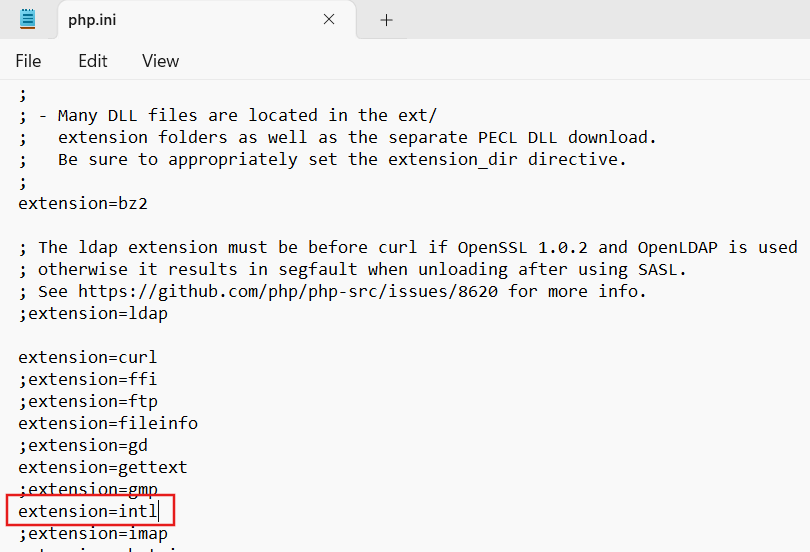 php.ini
File Edit View
;
; - Many DLL files are located in the ext/
;   extension folders as well as the separate PECL DLL download.
;   Be sure to appropriately set the extension_dir directive.
;
extension=bz2
; The ldap extension must be before curl if OpenSSL 1.0.2 and OpenLDAP is used
; otherwise it results in segfault when unloading after using SASL.
; See https://github.com/php/php-src/issues/8620 for more info.
;extension=ldap
extension=curl
;extension=ffi
;extension=ftp
extension=fileinfo
;extension=gd
extension=gettext
;extension=gmp
extension=intl
;extension=imap